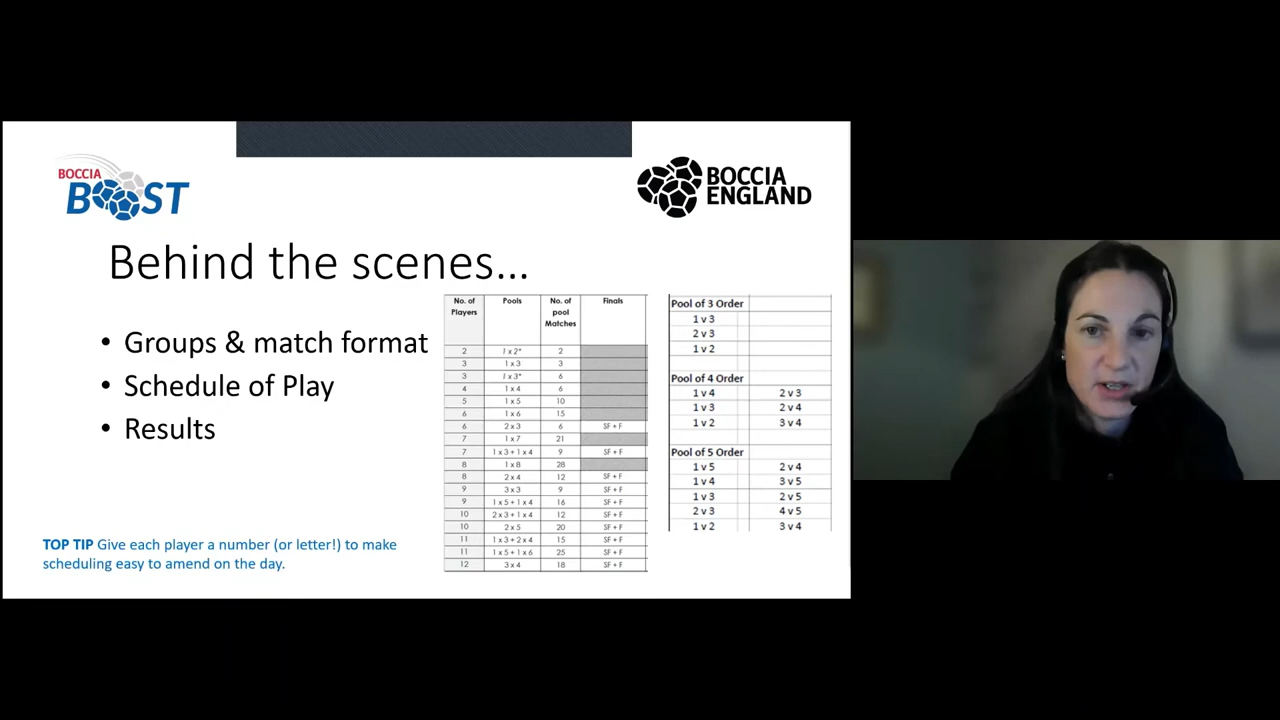 BOCCIA
BOOST
BOCCIA
ENGLAND
Behind the scenes...
• Groups & match format
• Schedule of Play
• Results
TOP TIP Give each player a number (or letter!) to make
scheduling easy to amend on the day.
No. of Players Pools No. of pool Matches Finals
2 1 x 2* 2
3 1 x 3 3
3 1 x 3* 6
4 1 x 4 6
5 1 x 5 10
6 1 x 6 15
6 2 x 3 6 SF + F
7 1 x 7 21
7 1 x 3 + 1 x 4 9 SF + F
8 1 x 8 28
8 2 x 4 12 SF + F
9 3 x 3 9 SF + F
9 1 x 5 + 1 x 4 16 SF + F
10 2 x 3 + 1 x 4 12 SF + F
10 2 x 5 20 SF + F
11 1 x 3 + 2 x 4 15 SF + F
11 1 x 5 + 1 x 6 25 SF + F
12 3 x 4 18 SF + F
Pool of 3 Order
1 v 3
2 v 3
1 v 2
Pool of 4 Order
1 v 4 2 v 3
1 v 3 2 v 4
1 v 2 3 v 4
Pool of 5 Order
1 v 5 2 v 4
1 v 4 3 v 5
1 v 3 2 v 5
2 v 3 4 v 5
1 v 2 3 v 4